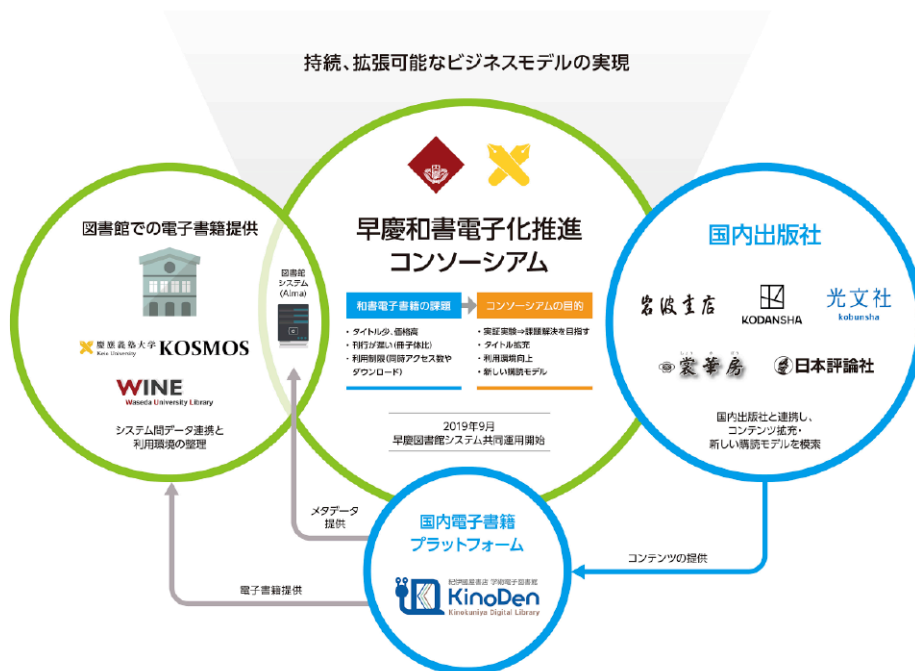 持続、拡張可能なビジネスモデルの実現
早慶和書電子化推進
コンソーシアム
和書電子書籍の課題
・タイトル少、価格高
・刊行が遅い(冊子体比)
・利用制限(同時アクセス数や
ダウンロード)
コンソーシアムの目的
・実証実験⇒課題解決を目指す
・タイトル拡充
・利用環境向上
・新しい購読モデル
2019年9月
早慶図書館システム共同運用開始
図書館での電子書籍提供
図書館
システム
(Alma)
慶應義塾大学
Keio University
KOSMOS
WINE
Waseda University Library
システム間データ連携と
利用環境の整理
国内出版社
岩波書店
KODANSHA
光文社
kobunsha
裳華房
日本評論社
国内出版社と連携し、
コンテンツ拡充・
新しい購読モデルを模索
メタデータ
提供
電子書籍提供
コンテンツの提供
国内電子書籍
プラットフォーム
紀伊國屋書店 学術電子図書館
KinoDen
Kinokuniya Digital Library